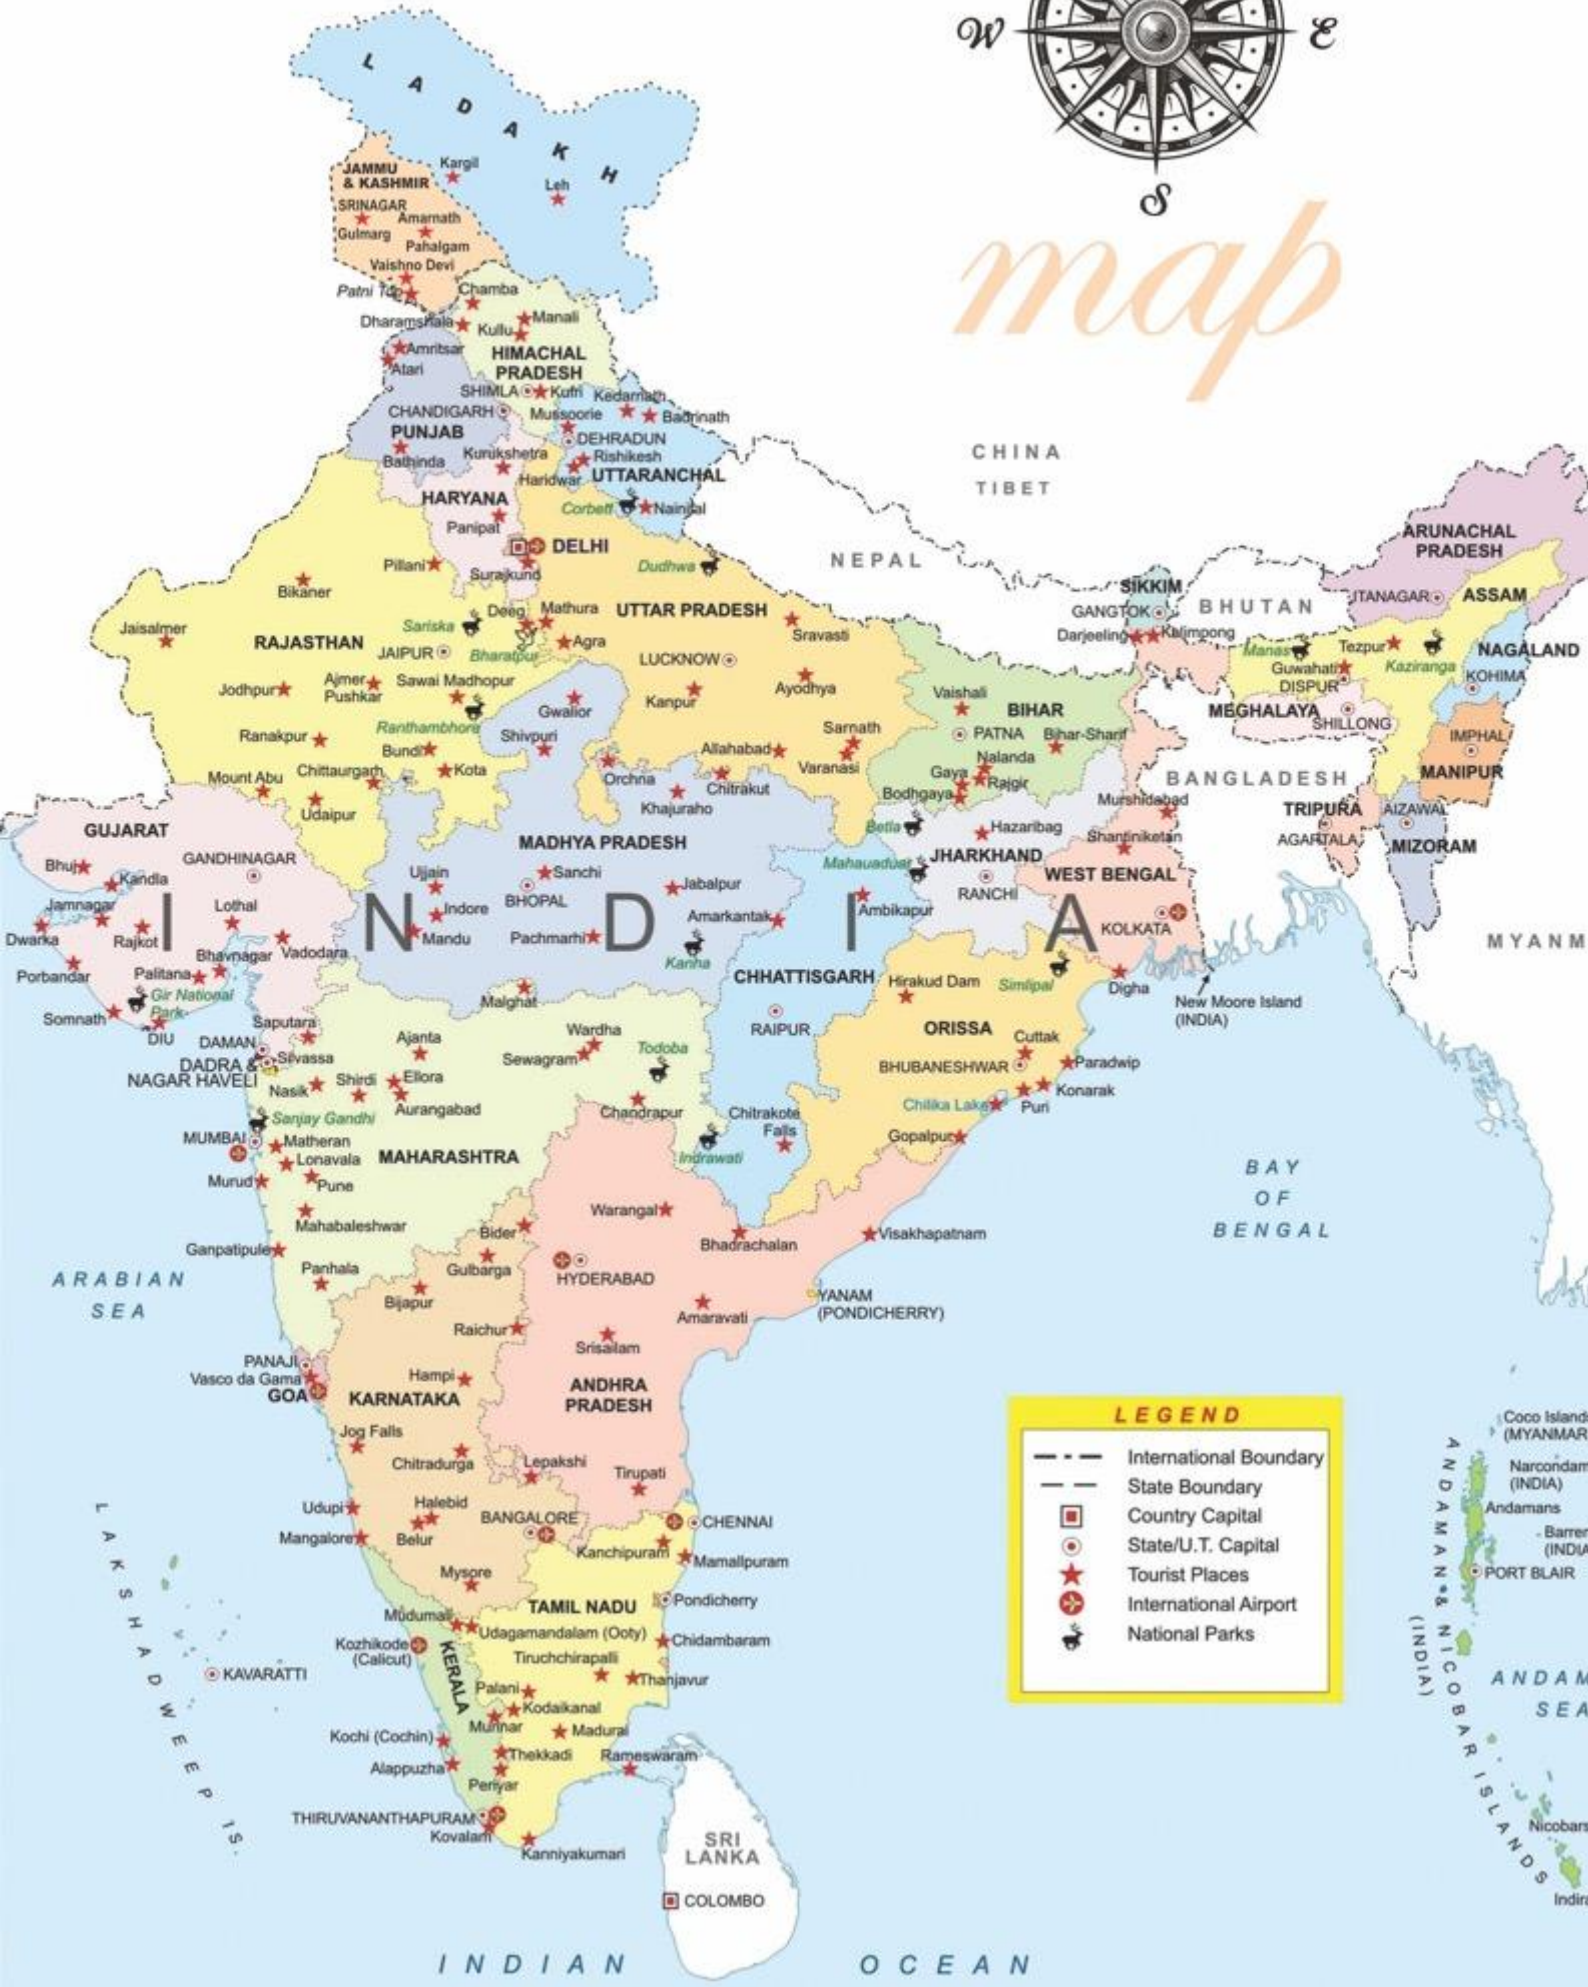 W
E
S
map
LADAKH
Kargil
Leh
JAMMU
& KASHMIR
SRINAGAR
Amarnath
Gulmarg
Pahalgam
Vaishno Devi
Patni Top
Chamba
Dharamshala
Kullu
Manali
Amritsar
Atari
HIMACHAL
PRADESH
SHIMLA
Kufri
Kedarnath
CHANDIGARH
Mussoorie
Badrinath
PUNJAB
DEHRADUN
Bathinda
Kurukshetra
Rishikesh
Haridwar
UTTARANCHAL
HARYANA
Corbett
Nainital
Panipat
DELHI
CHINA
TIBET
NEPAL
Pillani
Surajkund
Dudhwa
Bikaner
Deeg
Mathura
UTTAR PRADESH
Jaisalmer
Sariska
Sravasti
RAJASTHAN
JAIPUR
Bharatpur
Agra
LUCKNOW
Jodhpur
Ajmer
Pushkar
Sawai Madhopur
Kanpur
Ayodhya
Gwalior
Ranthambhore
Ranakpur
Bundi
Shivpuri
Sarnath
Allahabad
Varanasi
Mount Abu
Chittaurgarh
Kota
Orchna
Khajuraho
Chitrakut
Udaipur
SIKKIM
GANGTOK
BHUTAN
Darjeeling
Kalimpong
ARUNACHAL
PRADESH
ITANAGAR
ASSAM
Manas
Tezpur
Guwahati
DISPUR
Kaziranga
NAGALAND
KOHIMA
MEGHALAYA
SHILLONG
IMPHAL
MANIPUR
BANGLADESH
TRIPURA
AGARTALA
AIZAWAL
MIZORAM
MYANM
Vaishali
BIHAR
PATNA
Bihar-Sharif
Nalanda
Gaya
Rajgir
Bodhgaya
Betla
Hazaribag
Mahauadusr
JHARKHAND
RANCHI
Murshidabad
Shantiniketan
WEST BENGAL
KOLKATA
Digha
New Moore Island
(INDIA)
GUJARAT
GANDHINAGAR
Bhuj
Kandla
Jamnagar
Lothal
Dwarka
Rajkot
Vadodara
Bhavnagar
Porbandar
Palitana
Gir National
Park
Somnath
DIU
MADHYA PRADESH
Ujjain
Sanchi
BHOPAL
Jabalpur
Indore
Mandu
Pachmarhi
Amarkantak
Kanha
Malghat
INDIA
Ambikapur
CHHATTISGARH
RAIPUR
Chitrakote
Falls
Indrawati
Hirakud Dam
Simlipal
ORISSA
Cuttak
BHUBANESHWAR
Paradwip
Konarak
Puri
Chilika Lake
Gopalpur
Saputara
DAMAN
DADRA &
NAGAR HAVELI
Silvassa
Ajanta
Wardha
Sewagram
Todoba
Nasik
Shirdi
Ellora
Aurangabad
Chandrapur
Sanjay Gandhi
MUMBAI
Matheran
Lonavala
MAHARASHTRA
Murud
Pune
Mahabaleshwar
Ganpatipule
Panhala
ARABIAN
SEA
BAY
OF
BENGAL
Warangal
Bhadrachalan
Visakhapatnam
Bider
Gulbarga
HYDERABAD
Bijapur
Amaravati
YANAM
(PONDICHERRY)
Raichur
Srisailam
PANAJI
Vasco da Gama
GOA
Hampi
KARNATAKA
ANDHRA
PRADESH
Jog Falls
Chitradurga
Lepakshi
Tirupati
Udupi
Halebid
Belur
BANGALORE
CHENNAI
Mangalore
Kanchipuram
Mamallpuram
Mysore
Pondicherry
TAMIL NADU
Mudumali
Udagamandalam (Ooty)
Chidambaram
Kozhikode
(Calicut)
KERALA
Tiruchchirapalli
Thanjavur
Palani
Kodaikanal
Munnar
Madurai
Kochi (Cochin)
Thekkadi
Rameswaram
Alappuzha
Periyar
THIRUVANANTHAPURAM
Kovalam
Kanniyakumari
KAVARATTI
LAKSHADWEEP IS.
SRI
LANKA
COLOMBO
INDIAN OCEAN
LEGEND
International Boundary
State Boundary
Country Capital
State/U.T. Capital
Tourist Places
International Airport
National Parks
Coco Islands
(MYANMAR
Narcondam
(INDIA)
Andamans
Barren
(INDIA
PORT BLAIR
ANDAMAN & NICOBAR ISLANDS
(INDIA)
ANDAM
SEA
Nicobars
Indira